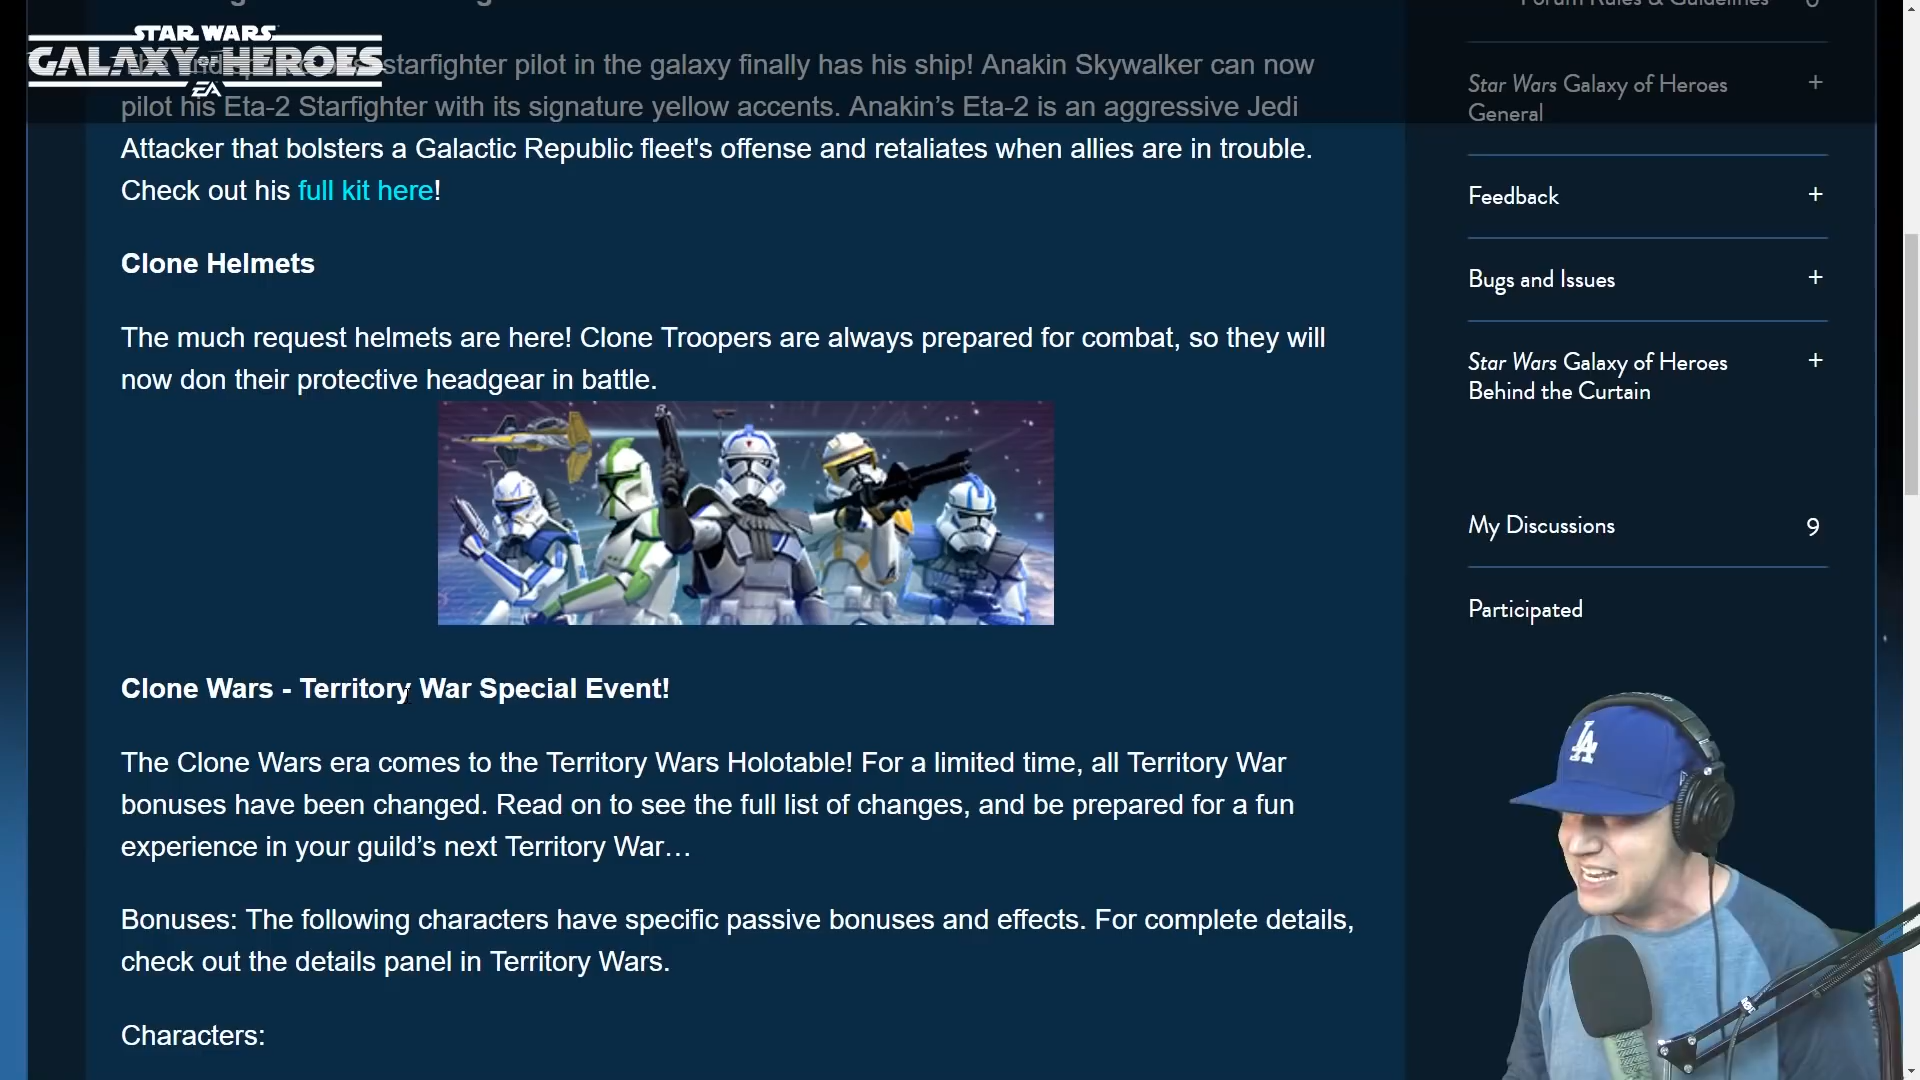 STAR WARS
GALAXY OF HEROES
EA
starfighter pilot in the galaxy finally has his ship! Anakin Skywalker can now
pilot his Eta-2 Starfighter with its signature yellow accents. Anakin’s Eta-2 is an aggressive Jedi
Attacker that bolsters a Galactic Republic fleet's offense and retaliates when allies are in trouble.
Check out his full kit here!
Clone Helmets
The much request helmets are here! Clone Troopers are always prepared for combat, so they will
now don their protective headgear in battle.
Clone Wars - Territory War Special Event!
The Clone Wars era comes to the Territory Wars Holotable! For a limited time, all Territory War
bonuses have been changed. Read on to see the full list of changes, and be prepared for a fun
experience in your guild’s next Territory War…
Bonuses: The following characters have specific passive bonuses and effects. For complete details,
check out the details panel in Territory Wars.
Characters:
Forum Rules & Guidelines
Star Wars Galaxy of Heroes +
General
Feedback +
Bugs and Issues +
Star Wars Galaxy of Heroes +
Behind the Curtain
My Discussions 9
Participated
LA